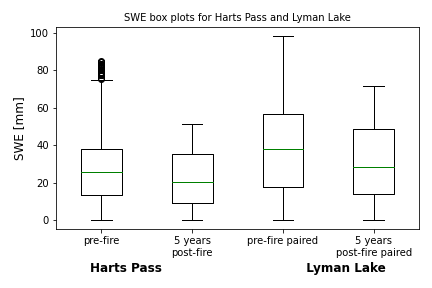 SWE box plots for Harts Pass and Lyman Lake
SWE [mm]
100
80
60
40
20
0
pre-fire
5 years
post-fire
pre-fire paired
5 years
post-fire paired
Harts Pass
Lyman Lake